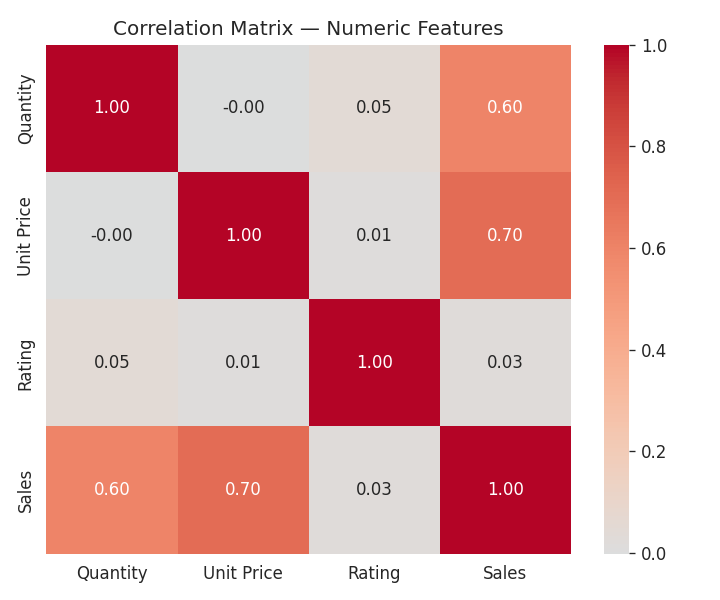 Correlation Matrix — Numeric Features
Quantity 1.00 -0.00 0.05 0.60
Unit Price -0.00 1.00 0.01 0.70
Rating 0.05 0.01 1.00 0.03
Sales 0.60 0.70 0.03 1.00
Quantity Unit Price Rating Sales
1.0
0.8
0.6
0.4
0.2
0.0